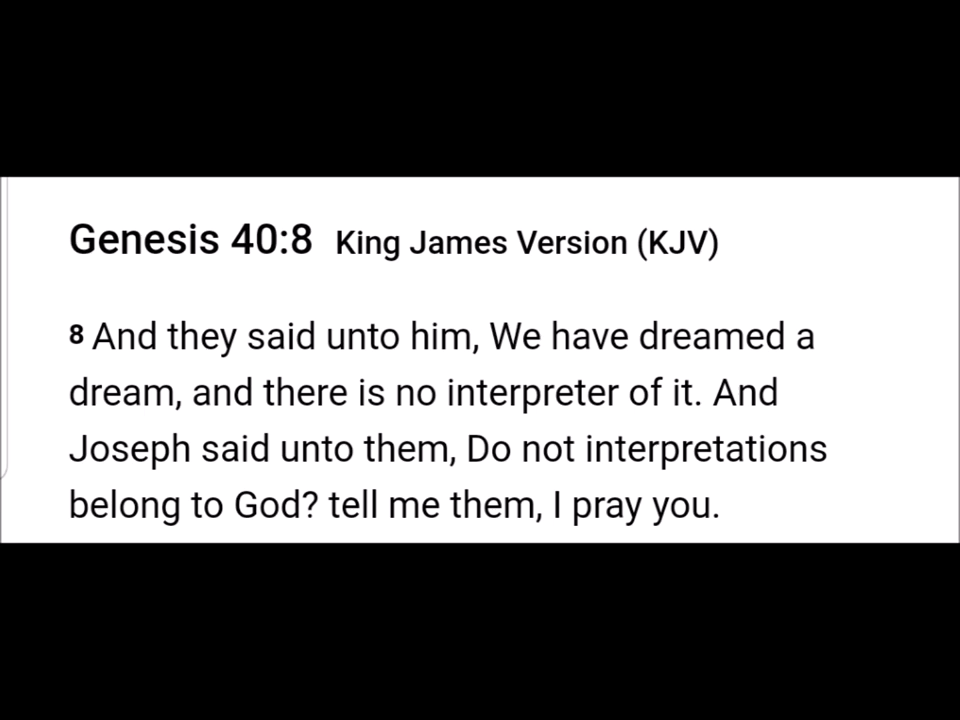 Genesis 40:8 King James Version (KJV)
8 And they said unto him, We have dreamed a
dream, and there is no interpreter of it. And
Joseph said unto them, Do not interpretations
belong to God? tell me them, I pray you.